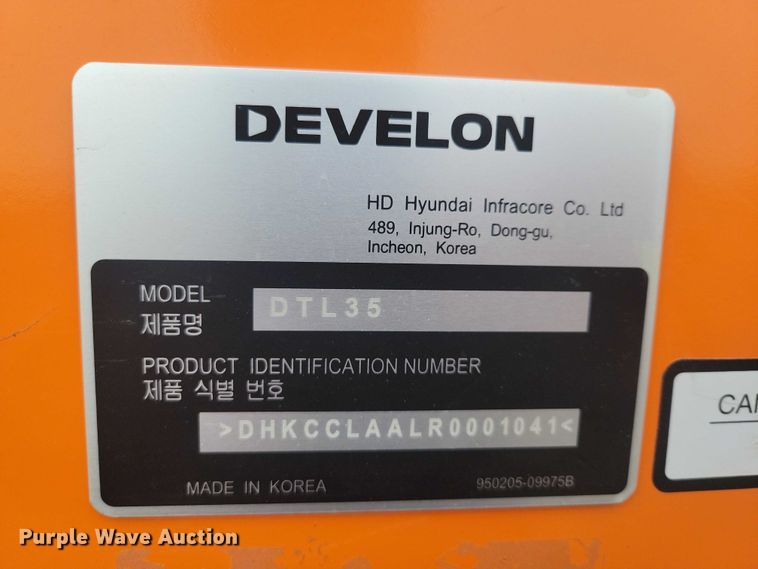 DEVELON
HD Hyundai Infracore Co. Ltd
489, Injung-Ro, Dong-gu,
Incheon, Korea
MODEL
제품명
DTL35
PRODUCT IDENTIFICATION NUMBER
제품 식별 번호
>DHKCCLAALR0001041<
MADE IN KOREA
950205-09975B
CAN
Purple Wave Auction